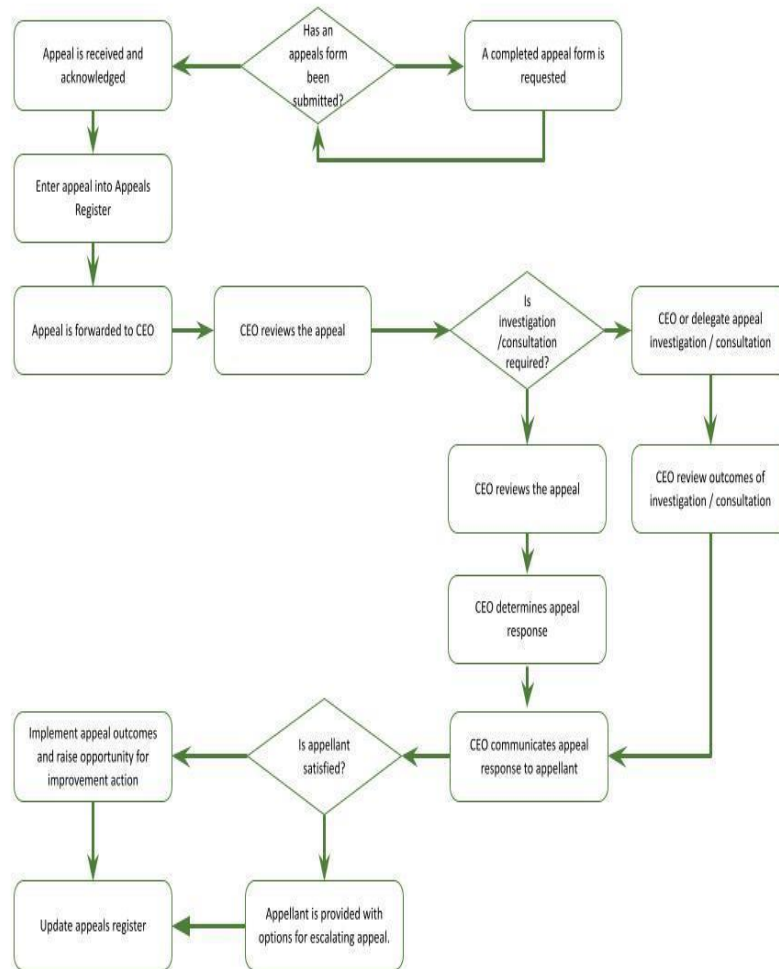 Has an
appeals form
been
submitted?
Appeal is received and
acknowledged
A completed appeal form is
requested
Enter appeal into Appeals
Register
Appeal is forwarded to CEO
CEO reviews the appeal
Is
investigation
/consultation
required?
CEO or delegate appeal
investigation / consultation
CEO reviews the appeal
CEO review outcomes of
investigation / consultation
CEO determines appeal
response
CEO communicates appeal
response to appellant
Is appellant
satisfied?
Implement appeal outcomes
and raise opportunity for
improvement action
Appellant is provided with
options for escalating appeal.
Update appeals register